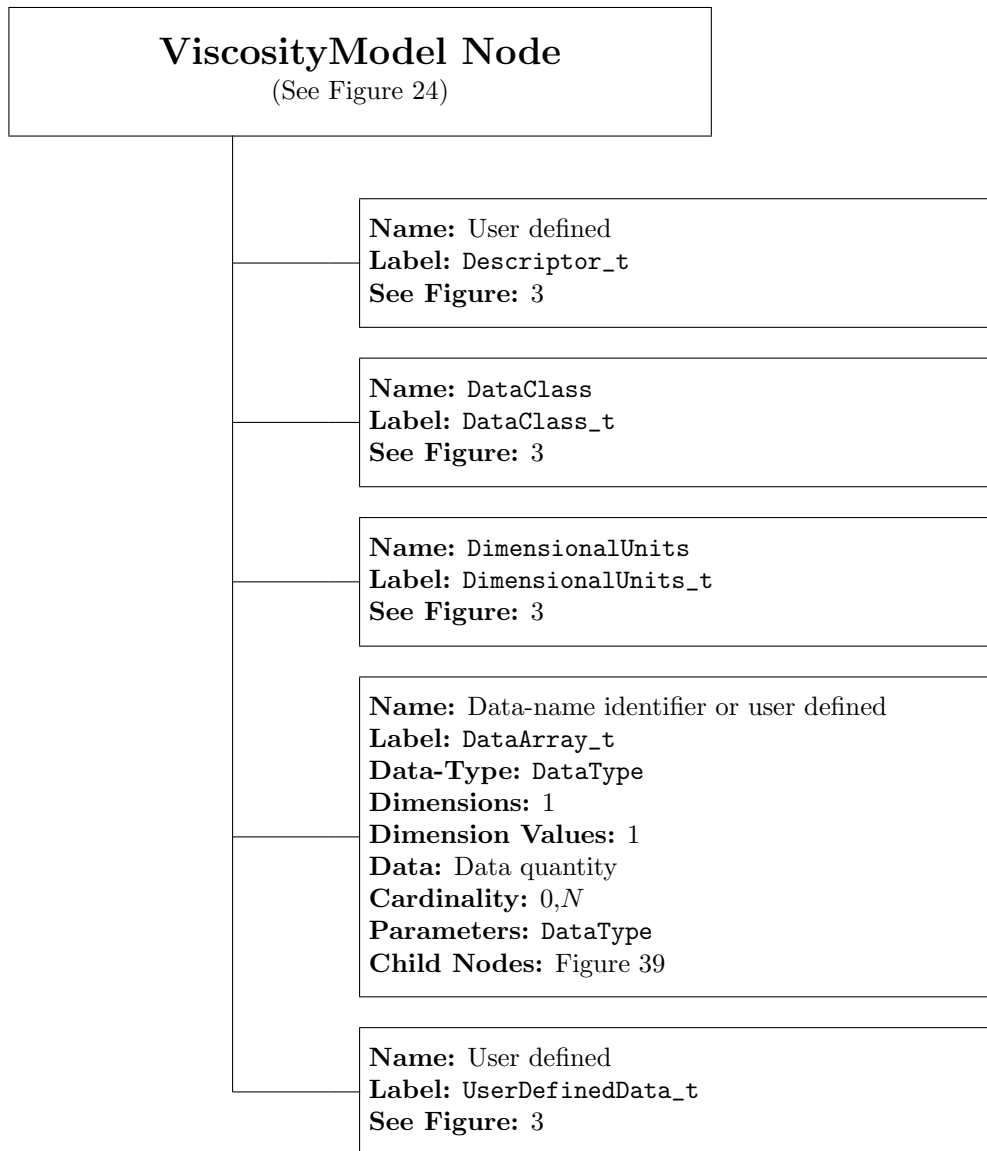 ViscosityModel Node
(See Figure 24)
Name: User defined
Label: Descriptor_t
See Figure: 3
Name: DataClass
Label: DataClass_t
See Figure: 3
Name: DimensionalUnits
Label: DimensionalUnits_t
See Figure: 3
Name: Data-name identifier or user defined
Label: DataArray_t
Data-Type: DataType
Dimensions: 1
Dimension Values: 1
Data: Data quantity
Cardinality: 0,N
Parameters: DataType
Child Nodes: Figure 39
Name: User defined
Label: UserDefinedData_t
See Figure: 3